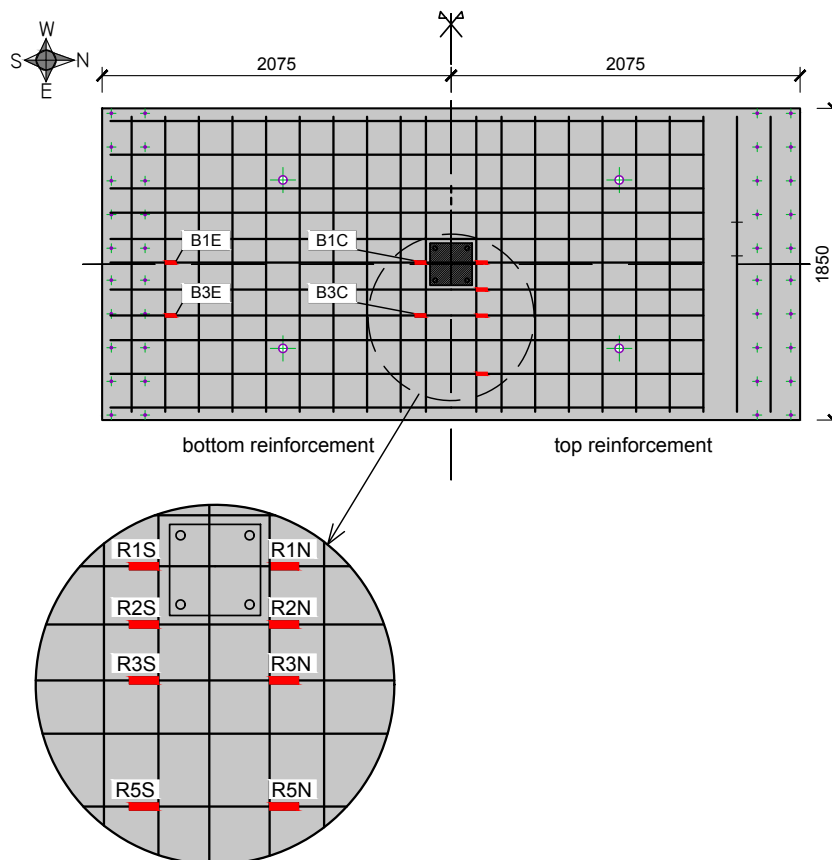 W
S N
E
2075 2075
B1E B1C
B3E B3C
1850
bottom reinforcement top reinforcement
R1S R1N
R2S R2N
R3S R3N
R5S R5N